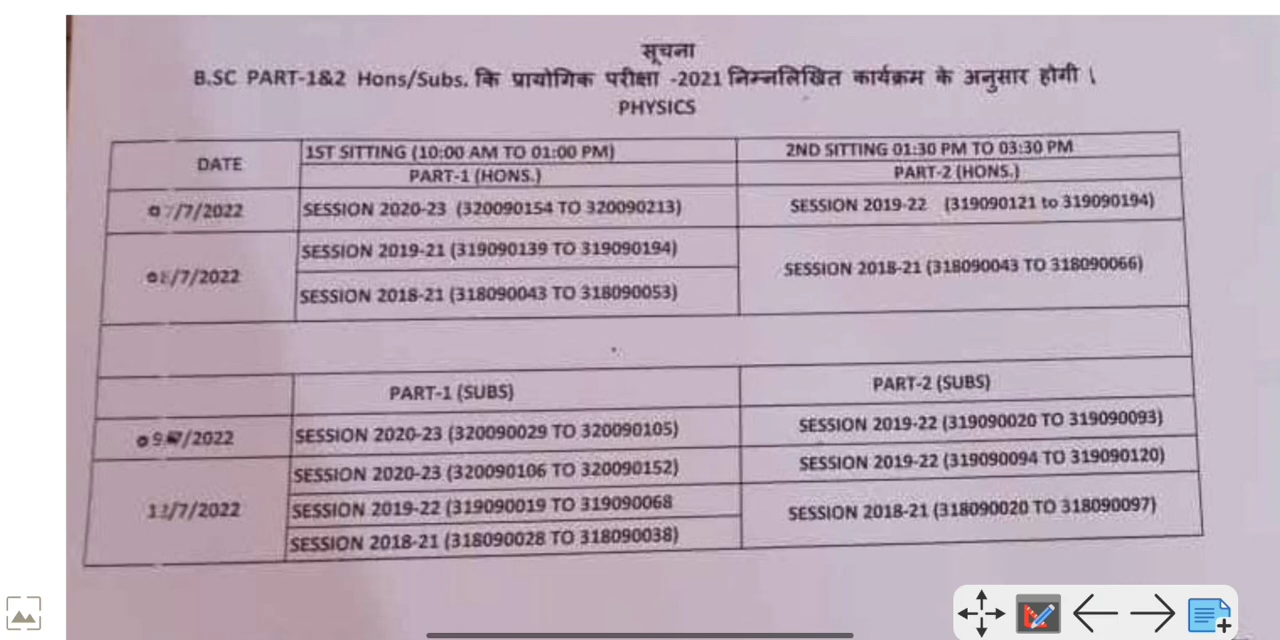 सूचना
B.SC PART-1&2 Hons/Subs. कि प्रायोगिक परीक्षा -2021 निम्नलिखित कार्यक्रम के अनुसार होगी |
PHYSICS
DATE
1ST SITTING (10:00 AM TO 01:00 PM)
2ND SITTING 01:30 PM TO 03:30 PM
PART-1 (HONS.)
PART-2 (HONS.)
07/7/2022
SESSION 2020-23 (320090154 TO 320090213)
SESSION 2019-22 (319090121 to 319090194)
08/7/2022
SESSION 2019-21 (319090139 TO 319090194)
SESSION 2018-21 (318090043 TO 318090053)
SESSION 2018-21 (318090043 TO 318090066)
PART-1 (SUBS)
PART-2 (SUBS)
SESSION 2020-23 (320090029 TO 320090105)
SESSION 2019-22 (319090020 TO 319090093)
SESSION 2020-23 (320090106 TO 320090152)
SESSION 2019-22 (319090019 TO 319090068
SESSION 2018-21 (318090028 TO 318090038)
SESSION 2019-22 (319090094 TO 319090120)
SESSION 2018-21 (318090020 TO 318090097)